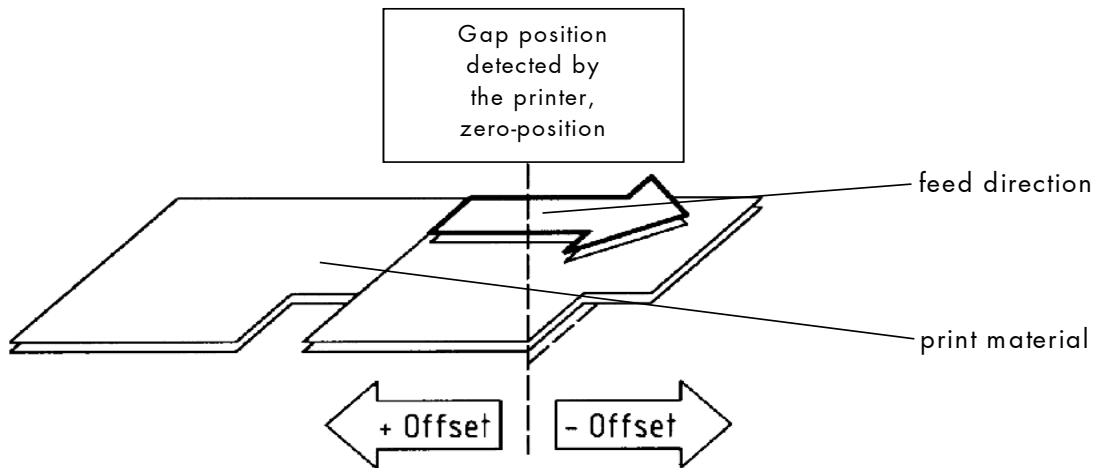 Gap position
detected by
the printer,
zero-position
feed direction
print material
+ Offset
- Offset